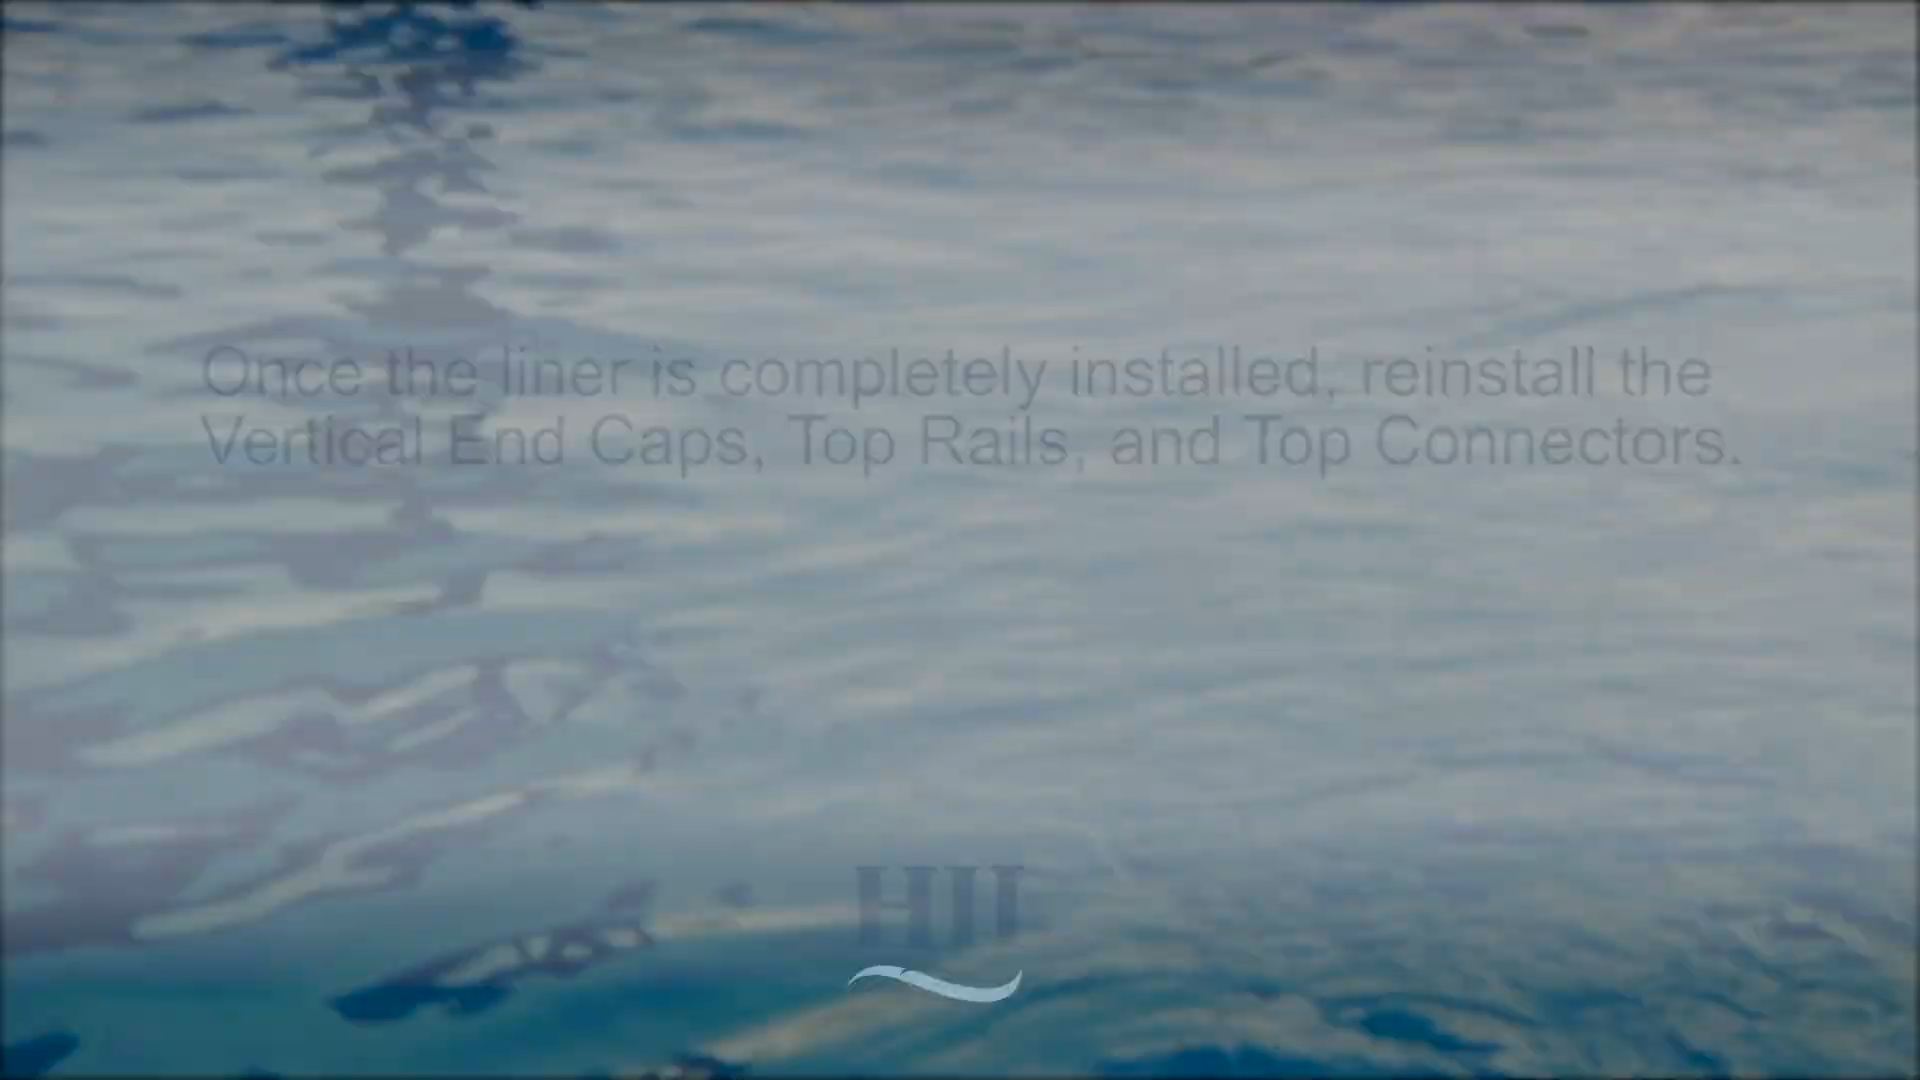 Once the liner is completely installed, reinstall the
Vertical End Caps, Top Rails, and Top Connectors.
HII